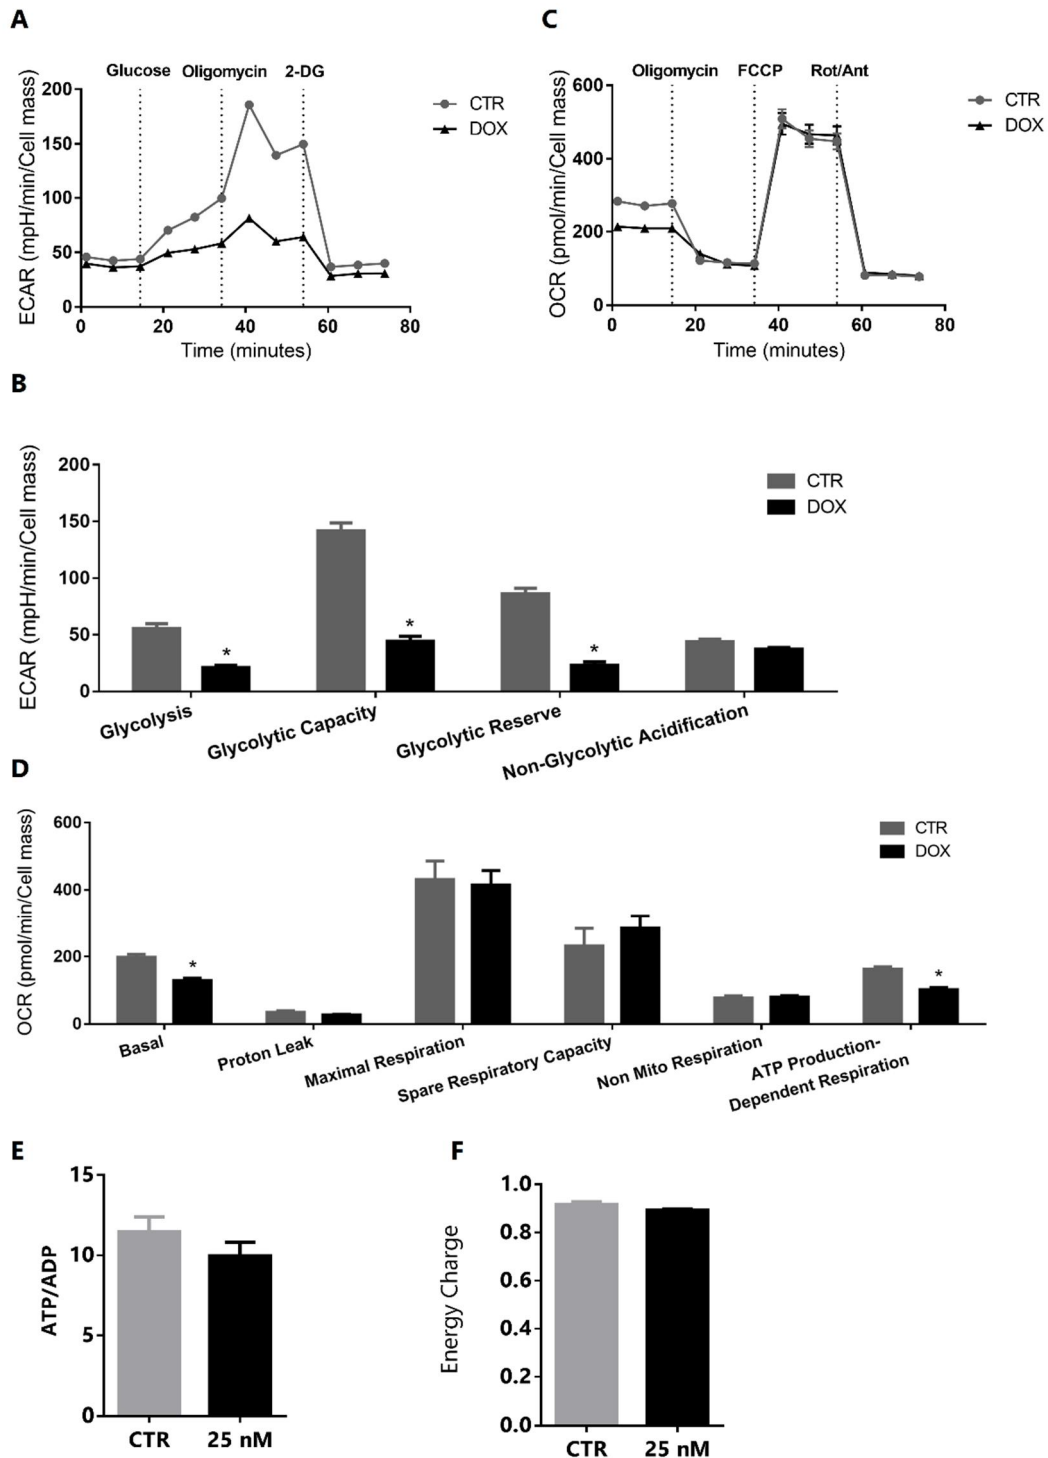 A
Glucose Oligomycin 2-DG
ECAR (mpH/min/Cell mass)
200
150
100
50
0
0 20 40 60 80
Time (minutes)
CTR
DOX
C
Oligomycin FCCP Rot/Ant
OCR (pmol/min/Cell mass)
600
400
200
0
0 20 40 60 80
Time (minutes)
CTR
DOX
B
ECAR (mpH/min/Cell mass)
200
150
100
50
0
* * *
Glycolysis
Glycolytic Capacity
Glycolytic Reserve
Non-Glycolytic Acidification
CTR
DOX
D
OCR (pmol/min/Cell mass)
600
400
200
0
* *
Basal
Proton Leak
Maximal Respiration
Spare Respiratory Capacity
Non Mito Respiration
ATP Production-
Dependent Respiration
CTR
DOX
E
ATP/ADP
15
10
5
0
CTR 25 nM
F
Energy Charge
1.0
0.8
0.6
0.4
0.2
0.0
CTR 25 nM